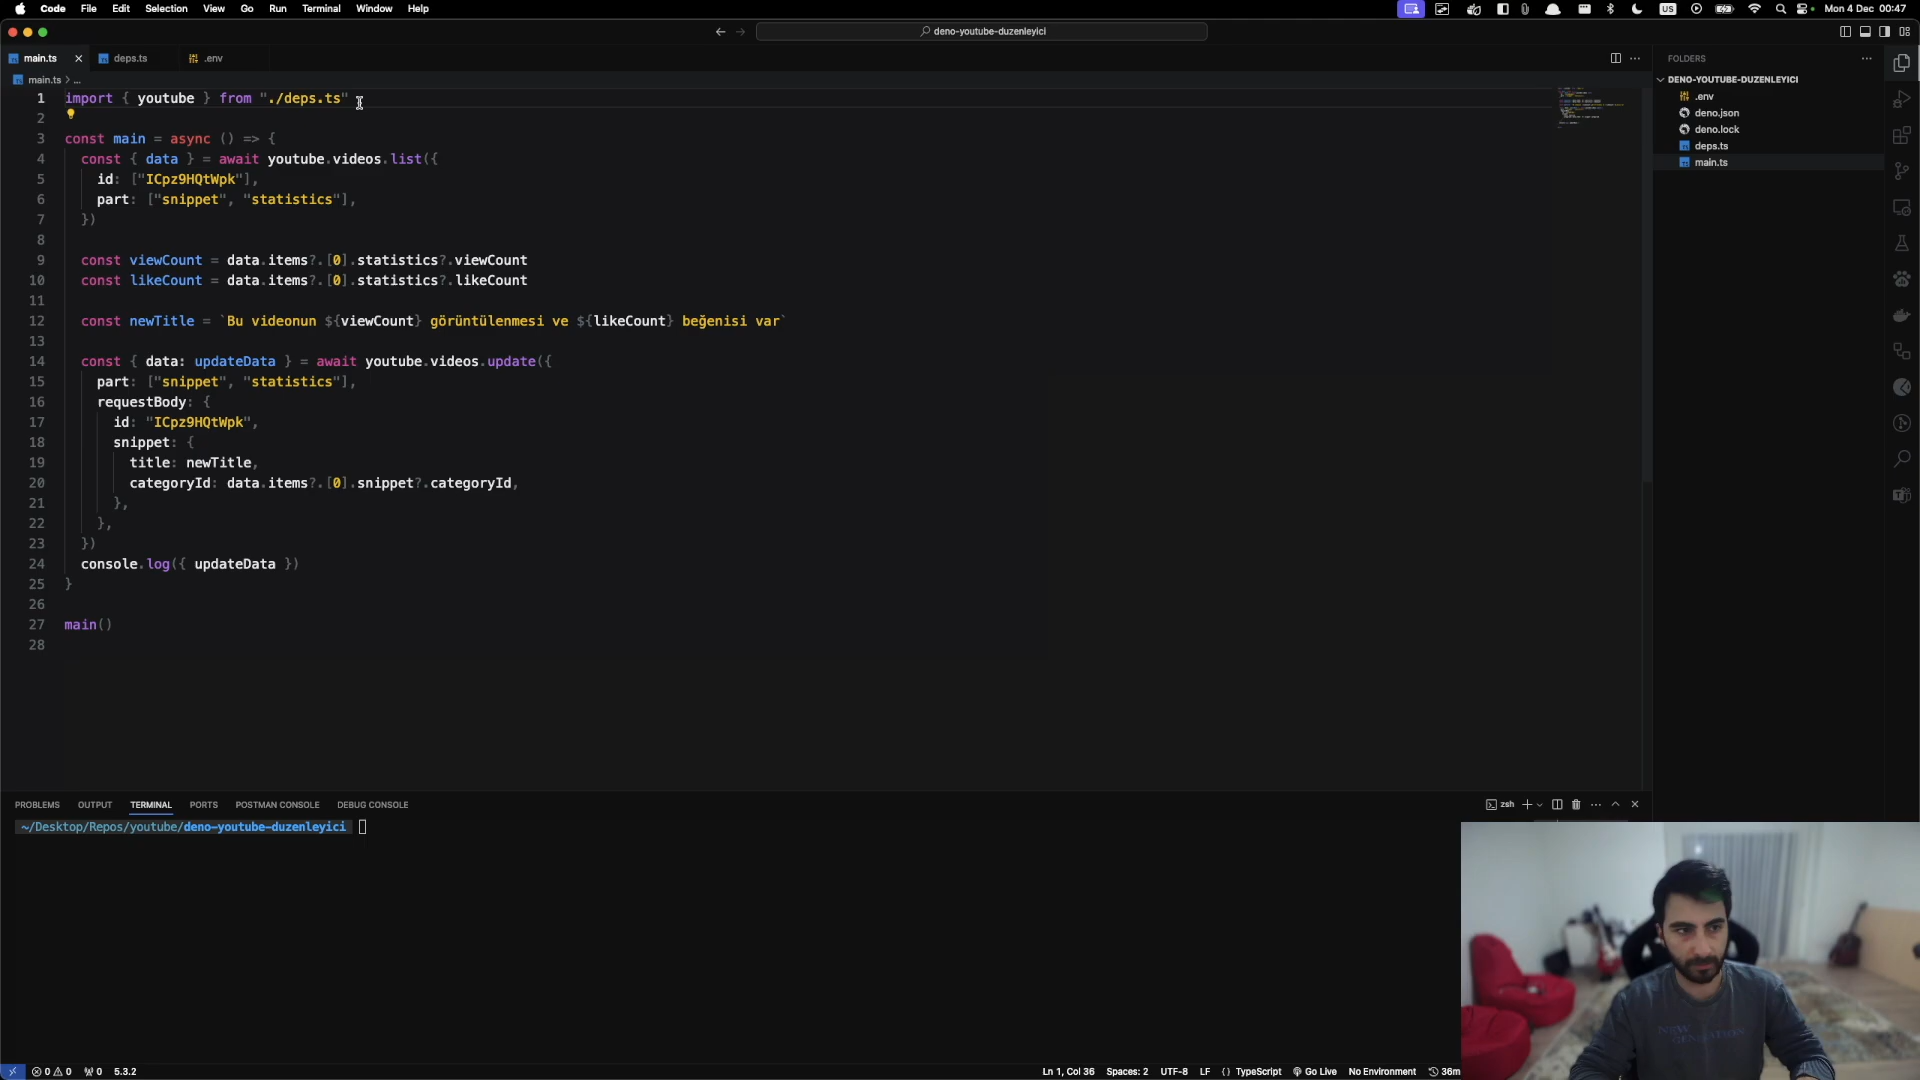 Code File Edit Selection View Go Run Terminal Window Help
US
Mon 4 Dec 00:47
deno-youtube-duzenleyici
main.ts deps.ts .env
main.ts > ...
1 import { youtube } from "./deps.ts"
2
3 const main = async () => {
4 const { data } = await youtube.videos.list({
5 id: ["ICpz9HQtWpk"],
6 part: ["snippet", "statistics"],
7 })
8
9 const viewCount = data.items?.[0].statistics?.viewCount
10 const likeCount = data.items?.[0].statistics?.likeCount
11
12 const newTitle = `Bu videonun ${viewCount} görüntülenmesi ve ${likeCount} beğenisi var`
13
14 const { data: updateData } = await youtube.videos.update({
15 part: ["snippet", "statistics"],
16 requestBody: {
17 id: "ICpz9HQtWpk",
18 snippet: {
19 title: newTitle,
20 categoryId: data.items?.[0].snippet?.categoryId,
21 },
22 },
23 })
24 console.log({ updateData })
25 }
26
27 main()
28
FOLDERS
DENO-YOUTUBE-DUZENLEYICI
.env
deno.json
deno.lock
deps.ts
main.ts
PROBLEMS OUTPUT TERMINAL PORTS POSTMAN CONSOLE DEBUG CONSOLE
zsh
~/Desktop/Repos/youtube/deno-youtube-duzenleyici
0 0 0 5.3.2
Ln 1, Col 36 Spaces: 2 UTF-8 LF {} TypeScript Go Live No Environment 36m